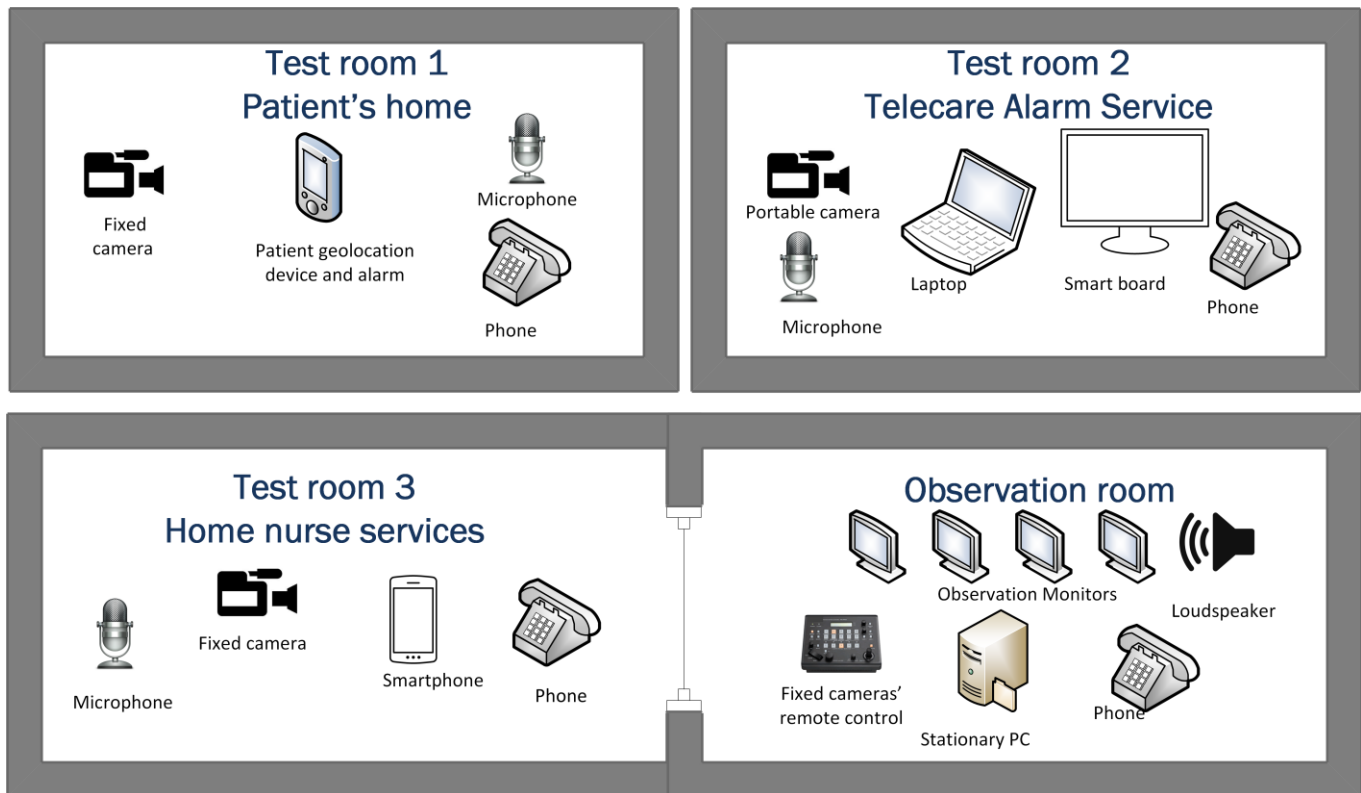 Test room 1
Patient's home
Fixed
camera
Patient geolocation
device and alarm
Microphone
Phone
Test room 2
Telecare Alarm Service
Portable camera
Microphone
Laptop
Smart board
Phone
Test room 3
Home nurse services
Microphone
Fixed camera
Smartphone
Phone
Observation room
Observation Monitors
Loudspeaker
Fixed cameras'
remote control
Stationary PC
Phone